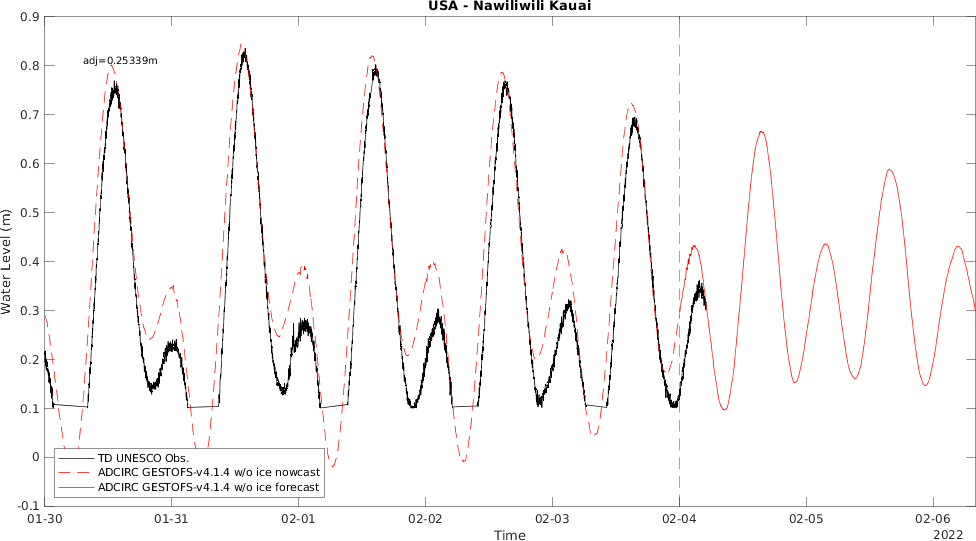 USA - Nawiliwili Kauai
0.9
0.8
0.7
0.6
0.5
0.4
0.3
0.2
0.1
0
-0.1
Water Level (m)
adj=0.25339m
TD UNESCO Obs.
ADCIRC GESTOFS-v4.1.4 w/o ice nowcast
ADCIRC GESTOFS-v4.1.4 w/o ice forecast
01-30 01-31 02-01 02-02 02-03 02-04 02-05 02-06
Time
2022